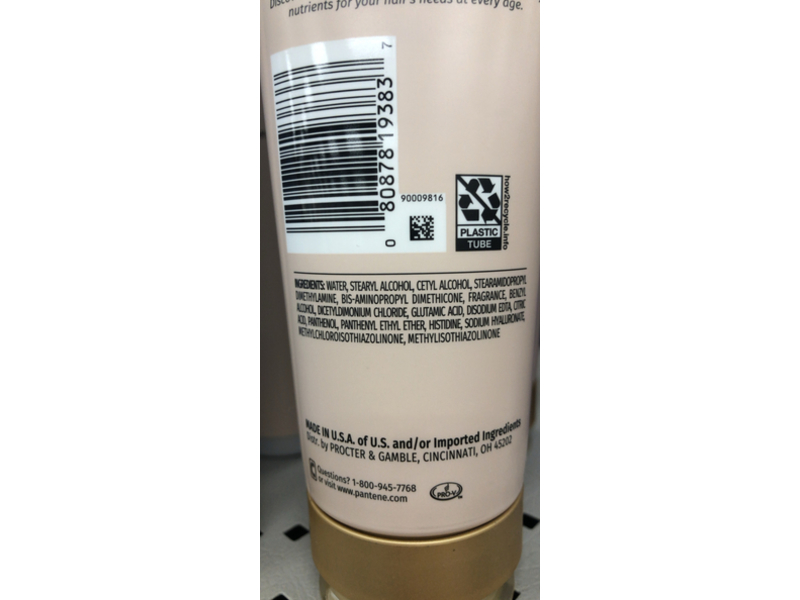 nutrients for your hair's needs at every age.
0 80878 19383 7
90009816
how2recycle.info
PLASTIC
TUBE
INGREDIENTS: WATER, STEARYL ALCOHOL, CETYL ALCOHOL, STEARAMIDOPROPYL
DIMETHYLAMINE, BIS-AMINOPROPYL DIMETHICONE, FRAGRANCE, BENZYL
ALCOHOL, DICETYLDIMONIUM CHLORIDE, GLUTAMIC ACID, DISODIUM EDTA, CITRIC
ACID, PANTHENOL, PANTHENYL ETHYL ETHER, HISTIDINE, SODIUM HYALURONATE,
METHYLCHLOROISOTHIAZOLINONE, METHYLISOTHIAZOLINONE
MADE IN U.S.A. of U.S. and/or Imported Ingredients
Distr. by PROCTER & GAMBLE, CINCINNATI, OH 45202
Questions? 1-800-945-7768
or visit www.pantene.com
PRO-V